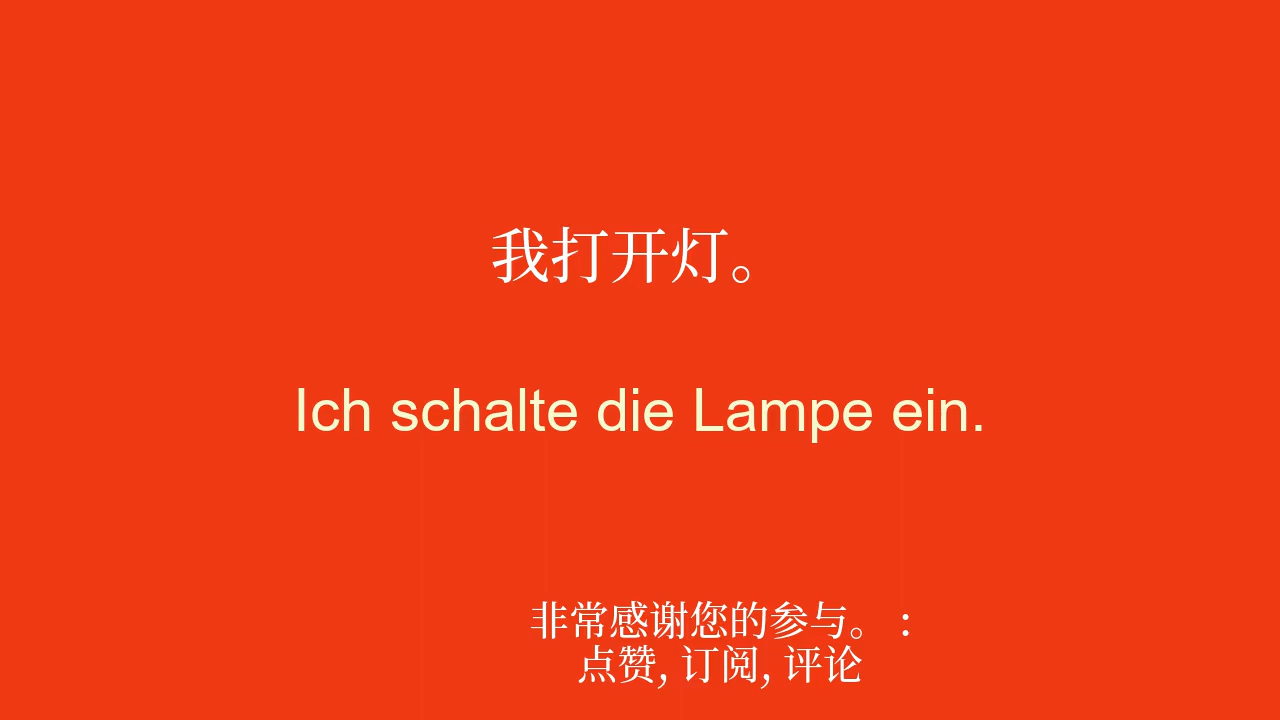 我打开灯。
Ich schalte die Lampe ein.
非常感谢您的参与。 :
点赞, 订阅, 评论